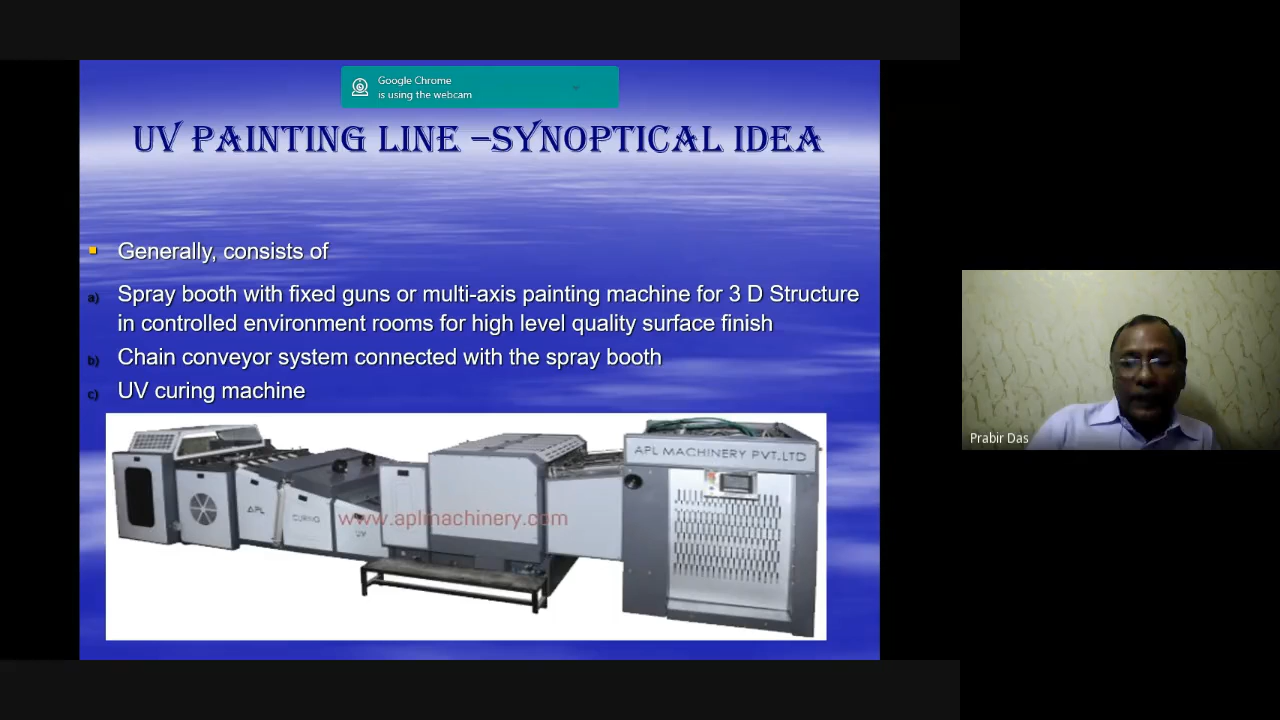 Google Chrome
is using the webcam
UV PAINTING LINE –SYNOPTICAL IDEA
Generally, consists of
a) Spray booth with fixed guns or multi-axis painting machine for 3 D Structure
in controlled environment rooms for high level quality surface finish
b) Chain conveyor system connected with the spray booth
c) UV curing machine
APL MACHINERY PVT.LTD
APL
CURING
UV
www.aplmachinery.com
Prabir Das